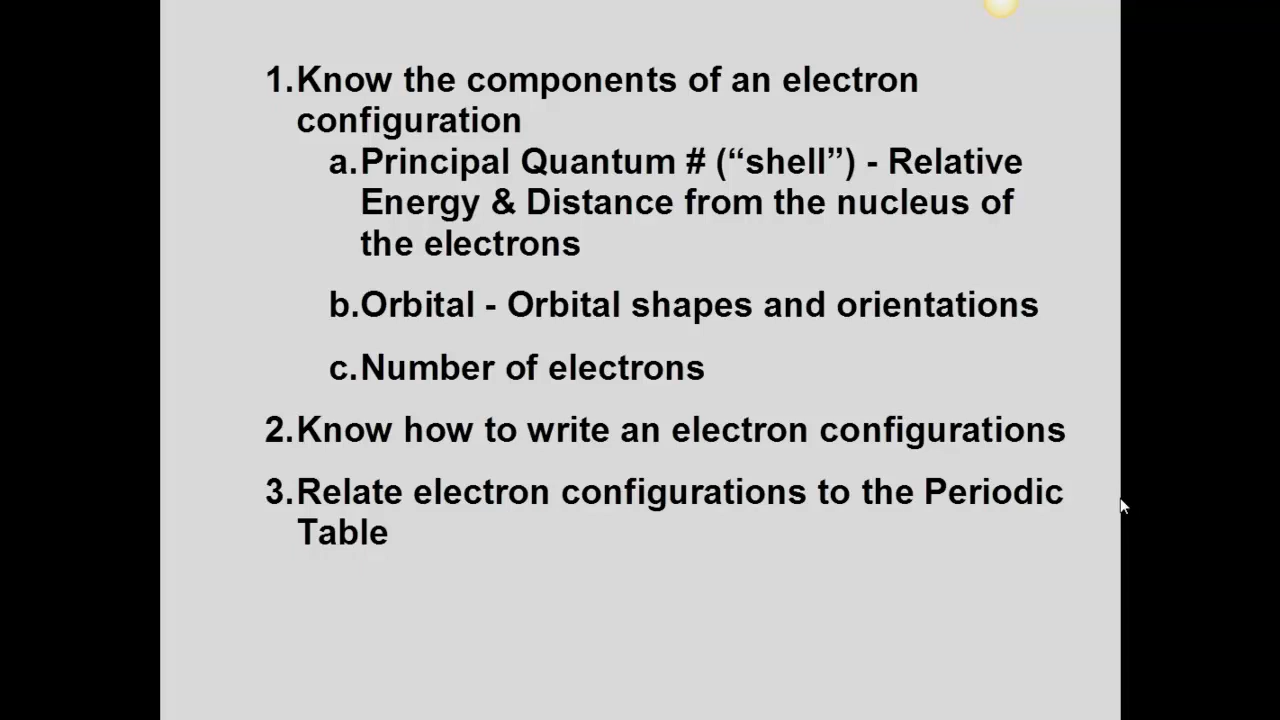 1.Know the components of an electron
configuration
a.Principal Quantum # (“shell”) - Relative
Energy & Distance from the nucleus of
the electrons
b.Orbital - Orbital shapes and orientations
c.Number of electrons
2.Know how to write an electron configurations
3.Relate electron configurations to the Periodic
Table